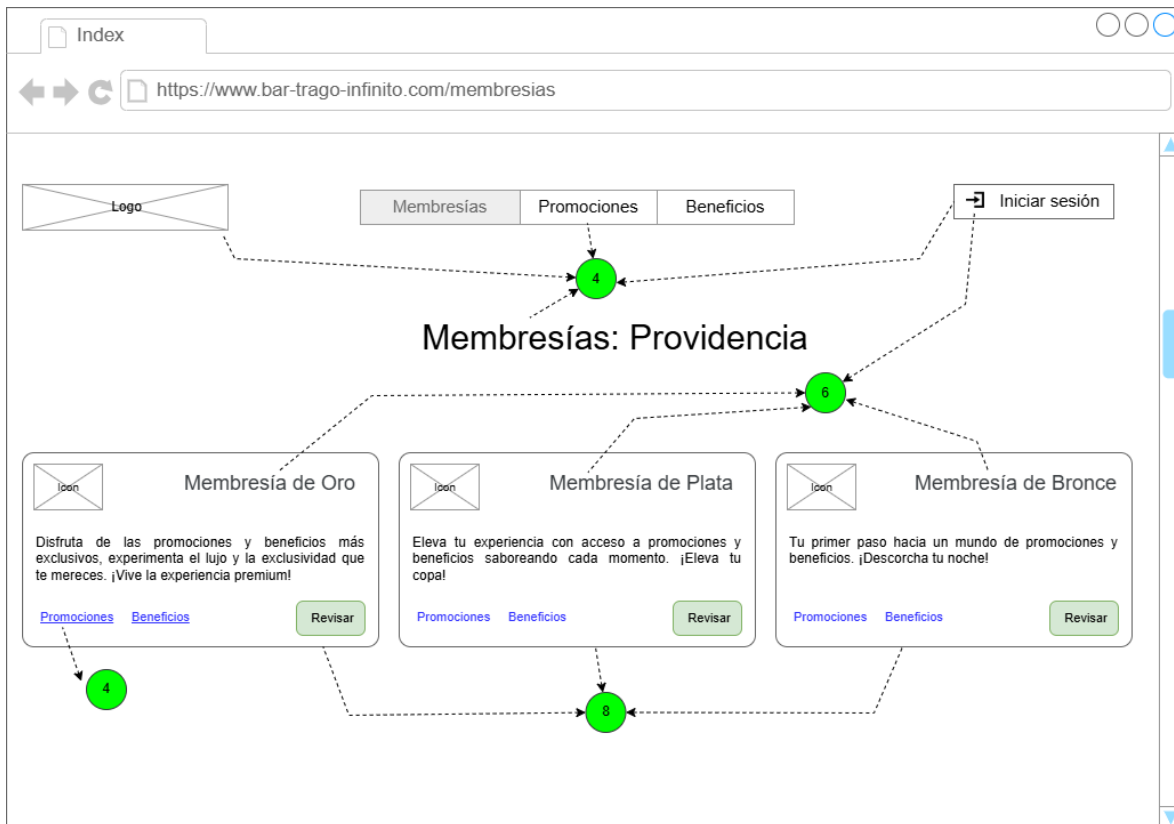 Index
https://www.bar-trago-infinito.com/membresias
Logo
Membresías
Promociones
Beneficios
Iniciar sesión
4
Membresías: Providencia
6
Icon
Membresía de Oro
Disfruta de las promociones y beneficios más
exclusivos, experimenta el lujo y la exclusividad que
te mereces. ¡Vive la experiencia premium!
Promociones
Beneficios
Revisar
Icon
Membresía de Plata
Eleva tu experiencia con acceso a promociones y
beneficios saboreando cada momento. ¡Eleva tu
copa!
Promociones
Beneficios
Revisar
Icon
Membresía de Bronce
Tu primer paso hacia un mundo de promociones y
beneficios. ¡Descorcha tu noche!
Promociones
Beneficios
Revisar
4
8